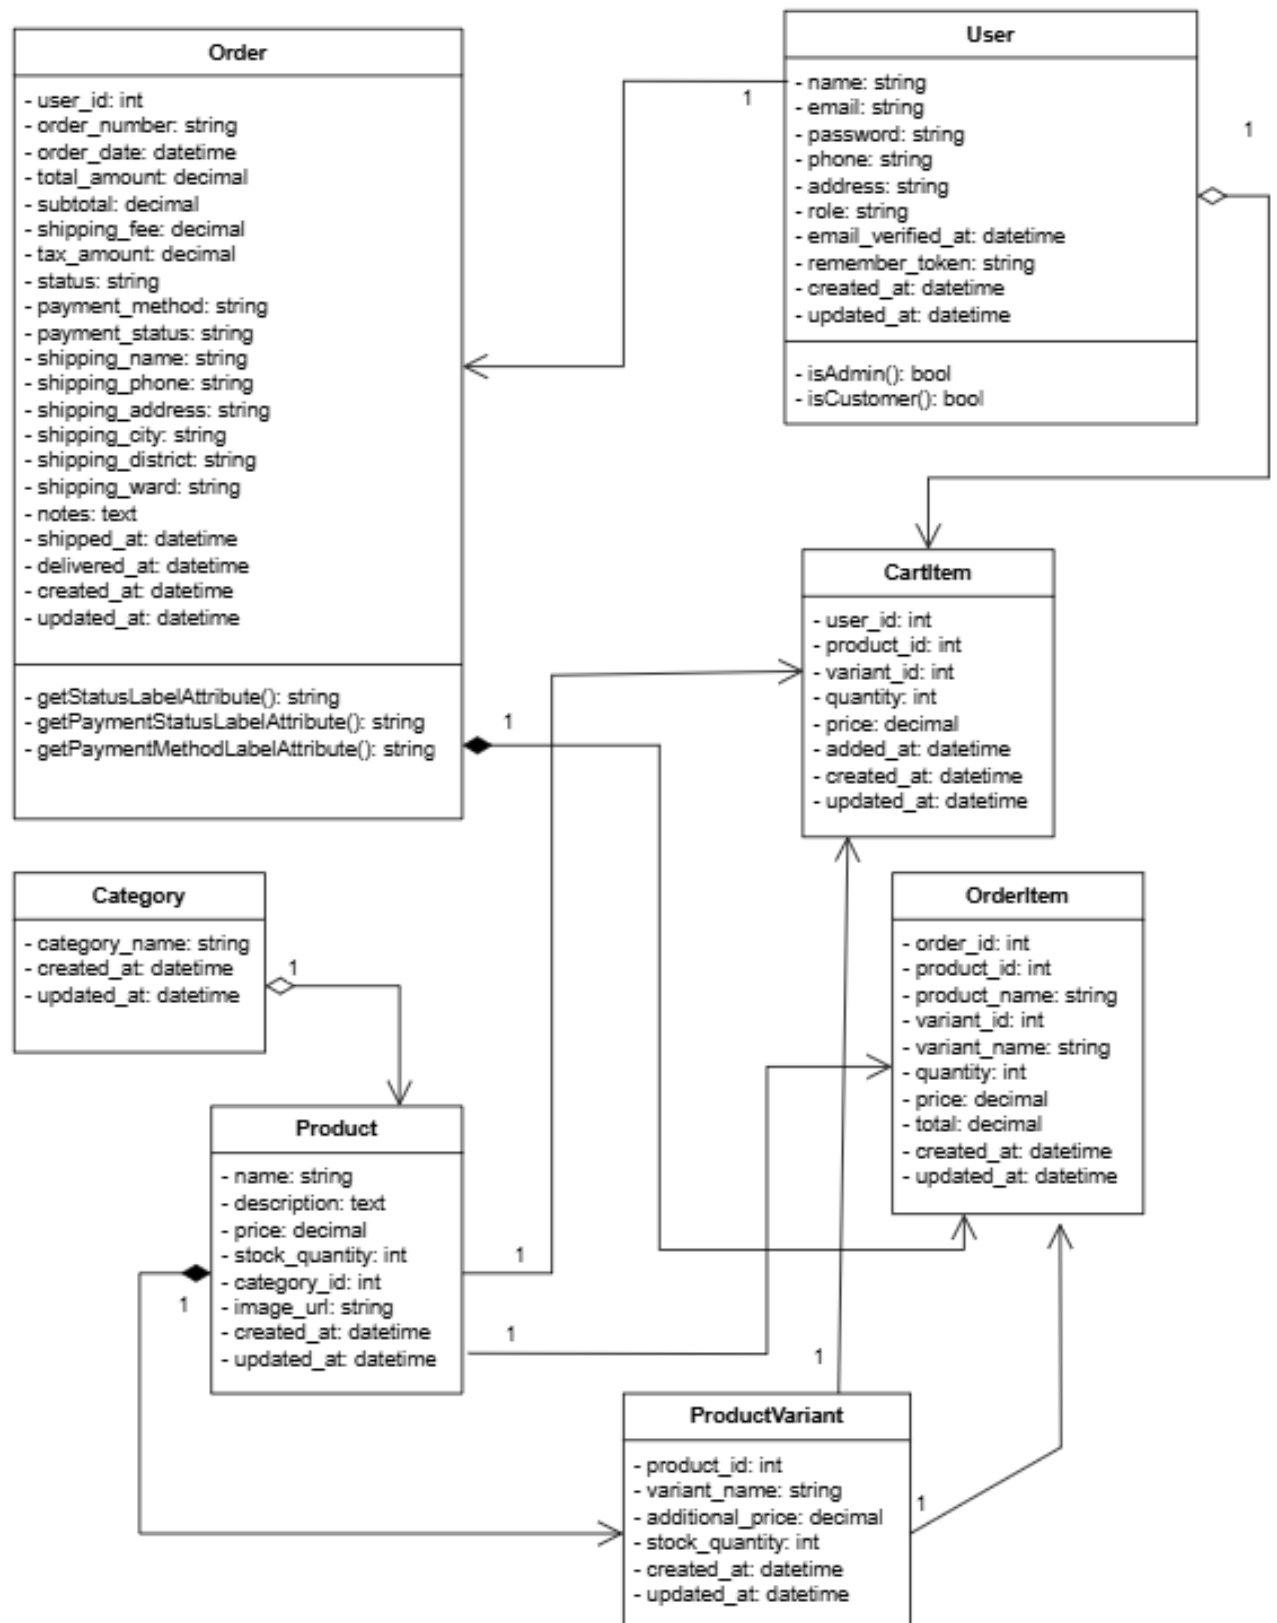 Order
- user_id: int
- order_number: string
- order_date: datetime
- total_amount: decimal
- subtotal: decimal
- shipping_fee: decimal
- tax_amount: decimal
- status: string
- payment_method: string
- payment_status: string
- shipping_name: string
- shipping_phone: string
- shipping_address: string
- shipping_city: string
- shipping_district: string
- shipping_ward: string
- notes: text
- shipped_at: datetime
- delivered_at: datetime
- created_at: datetime
- updated_at: datetime
- getStatusLabelAttribute(): string
- getPaymentStatusLabelAttribute(): string
- getPaymentMethodLabelAttribute(): string
1
User
- name: string
- email: string
- password: string
- phone: string
- address: string
- role: string
- email_verified_at: datetime
- remember_token: string
- created_at: datetime
- updated_at: datetime
- isAdmin(): bool
- isCustomer(): bool
1
1
CartItem
- user_id: int
- product_id: int
- variant_id: int
- quantity: int
- price: decimal
- added_at: datetime
- created_at: datetime
- updated_at: datetime
Category
- category_name: string
- created_at: datetime
- updated_at: datetime
1
OrderItem
- order_id: int
- product_id: int
- product_name: string
- variant_id: int
- variant_name: string
- quantity: int
- price: decimal
- total: decimal
- created_at: datetime
- updated_at: datetime
Product
- name: string
- description: text
- price: decimal
- stock_quantity: int
- category_id: int
- image_url: string
- created_at: datetime
- updated_at: datetime
1
1
1
ProductVariant
- product_id: int
- variant_name: string
- additional_price: decimal
- stock_quantity: int
- created_at: datetime
- updated_at: datetime
1
1